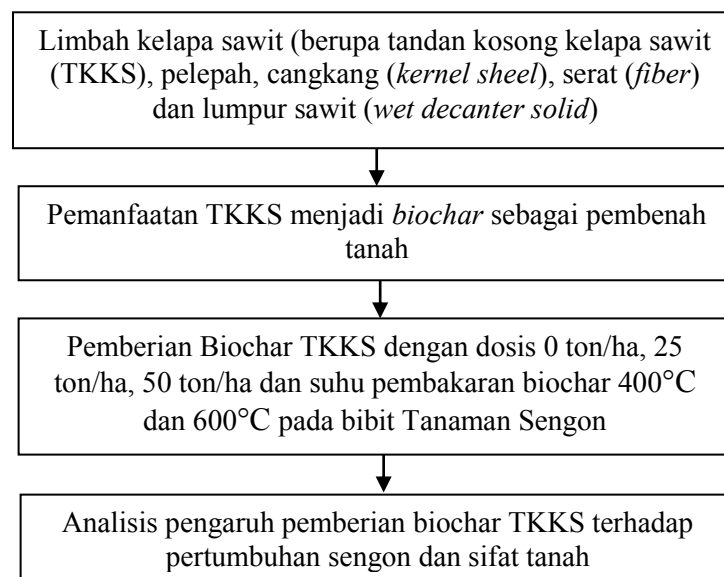 Limbah kelapa sawit (berupa tandan kosong kelapa sawit
(TKKS), pelepah, cangkang (kernel sheel), serat (fiber)
dan lumpur sawit (wet decanter solid)
Pemanfaatan TKKS menjadi biochar sebagai pembenah
tanah
Pemberian Biochar TKKS dengan dosis 0 ton/ha, 25
ton/ha, 50 ton/ha dan suhu pembakaran biochar 400°C
dan 600°C pada bibit Tanaman Sengon
Analisis pengaruh pemberian biochar TKKS terhadap
pertumbuhan sengon dan sifat tanah